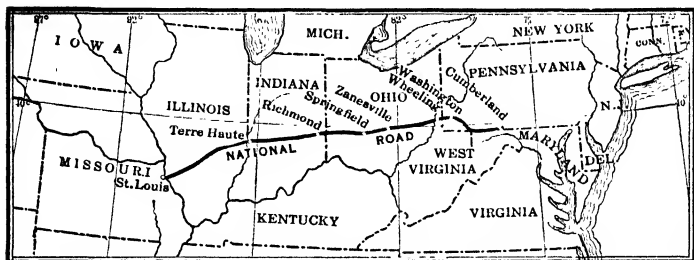 IOWA
MICH.
NEW YORK
CONN.
PENNSYLVANIA
N.J.
INDIANA
OHIO
ILLINOIS
Terre Haute
Richmond
Springfield
Zanesville
Wheeling
Washington
Cumberland
NATIONAL ROAD
MARYLAND
DEL.
WEST
VIRGINIA
MISSOURI
St. Louis
KENTUCKY
VIRGINIA